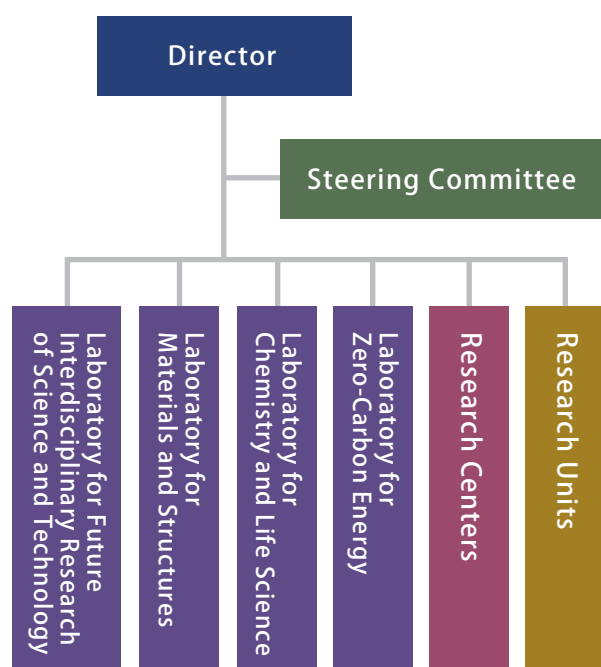 Director
Steering Committee
Laboratory for Future
Interdisciplinary Research
of Science and Technology
Laboratory for
Materials and Structures
Laboratory for
Chemistry and Life Science
Laboratory for
Zero-Carbon Energy
Research Centers
Research Units